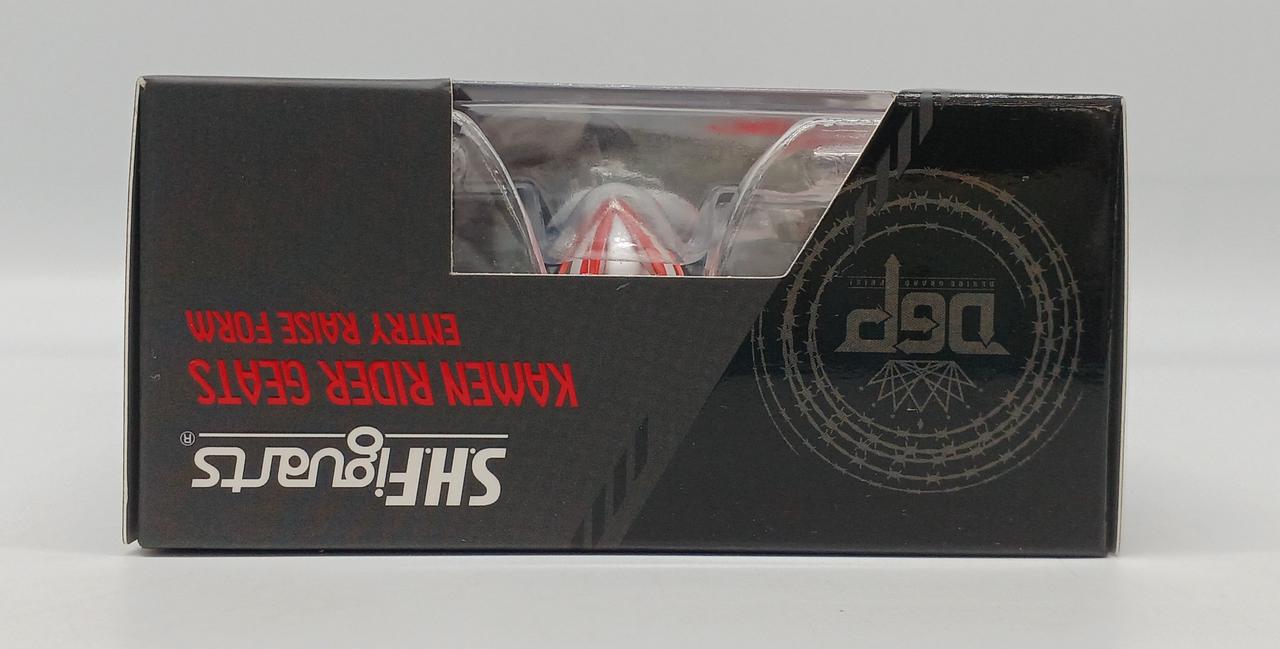 S.H.Figuarts®
KAMEN RIDER GEATS
ENTRY RAISE FORM
DGP
DESIRE GRAND PRIX